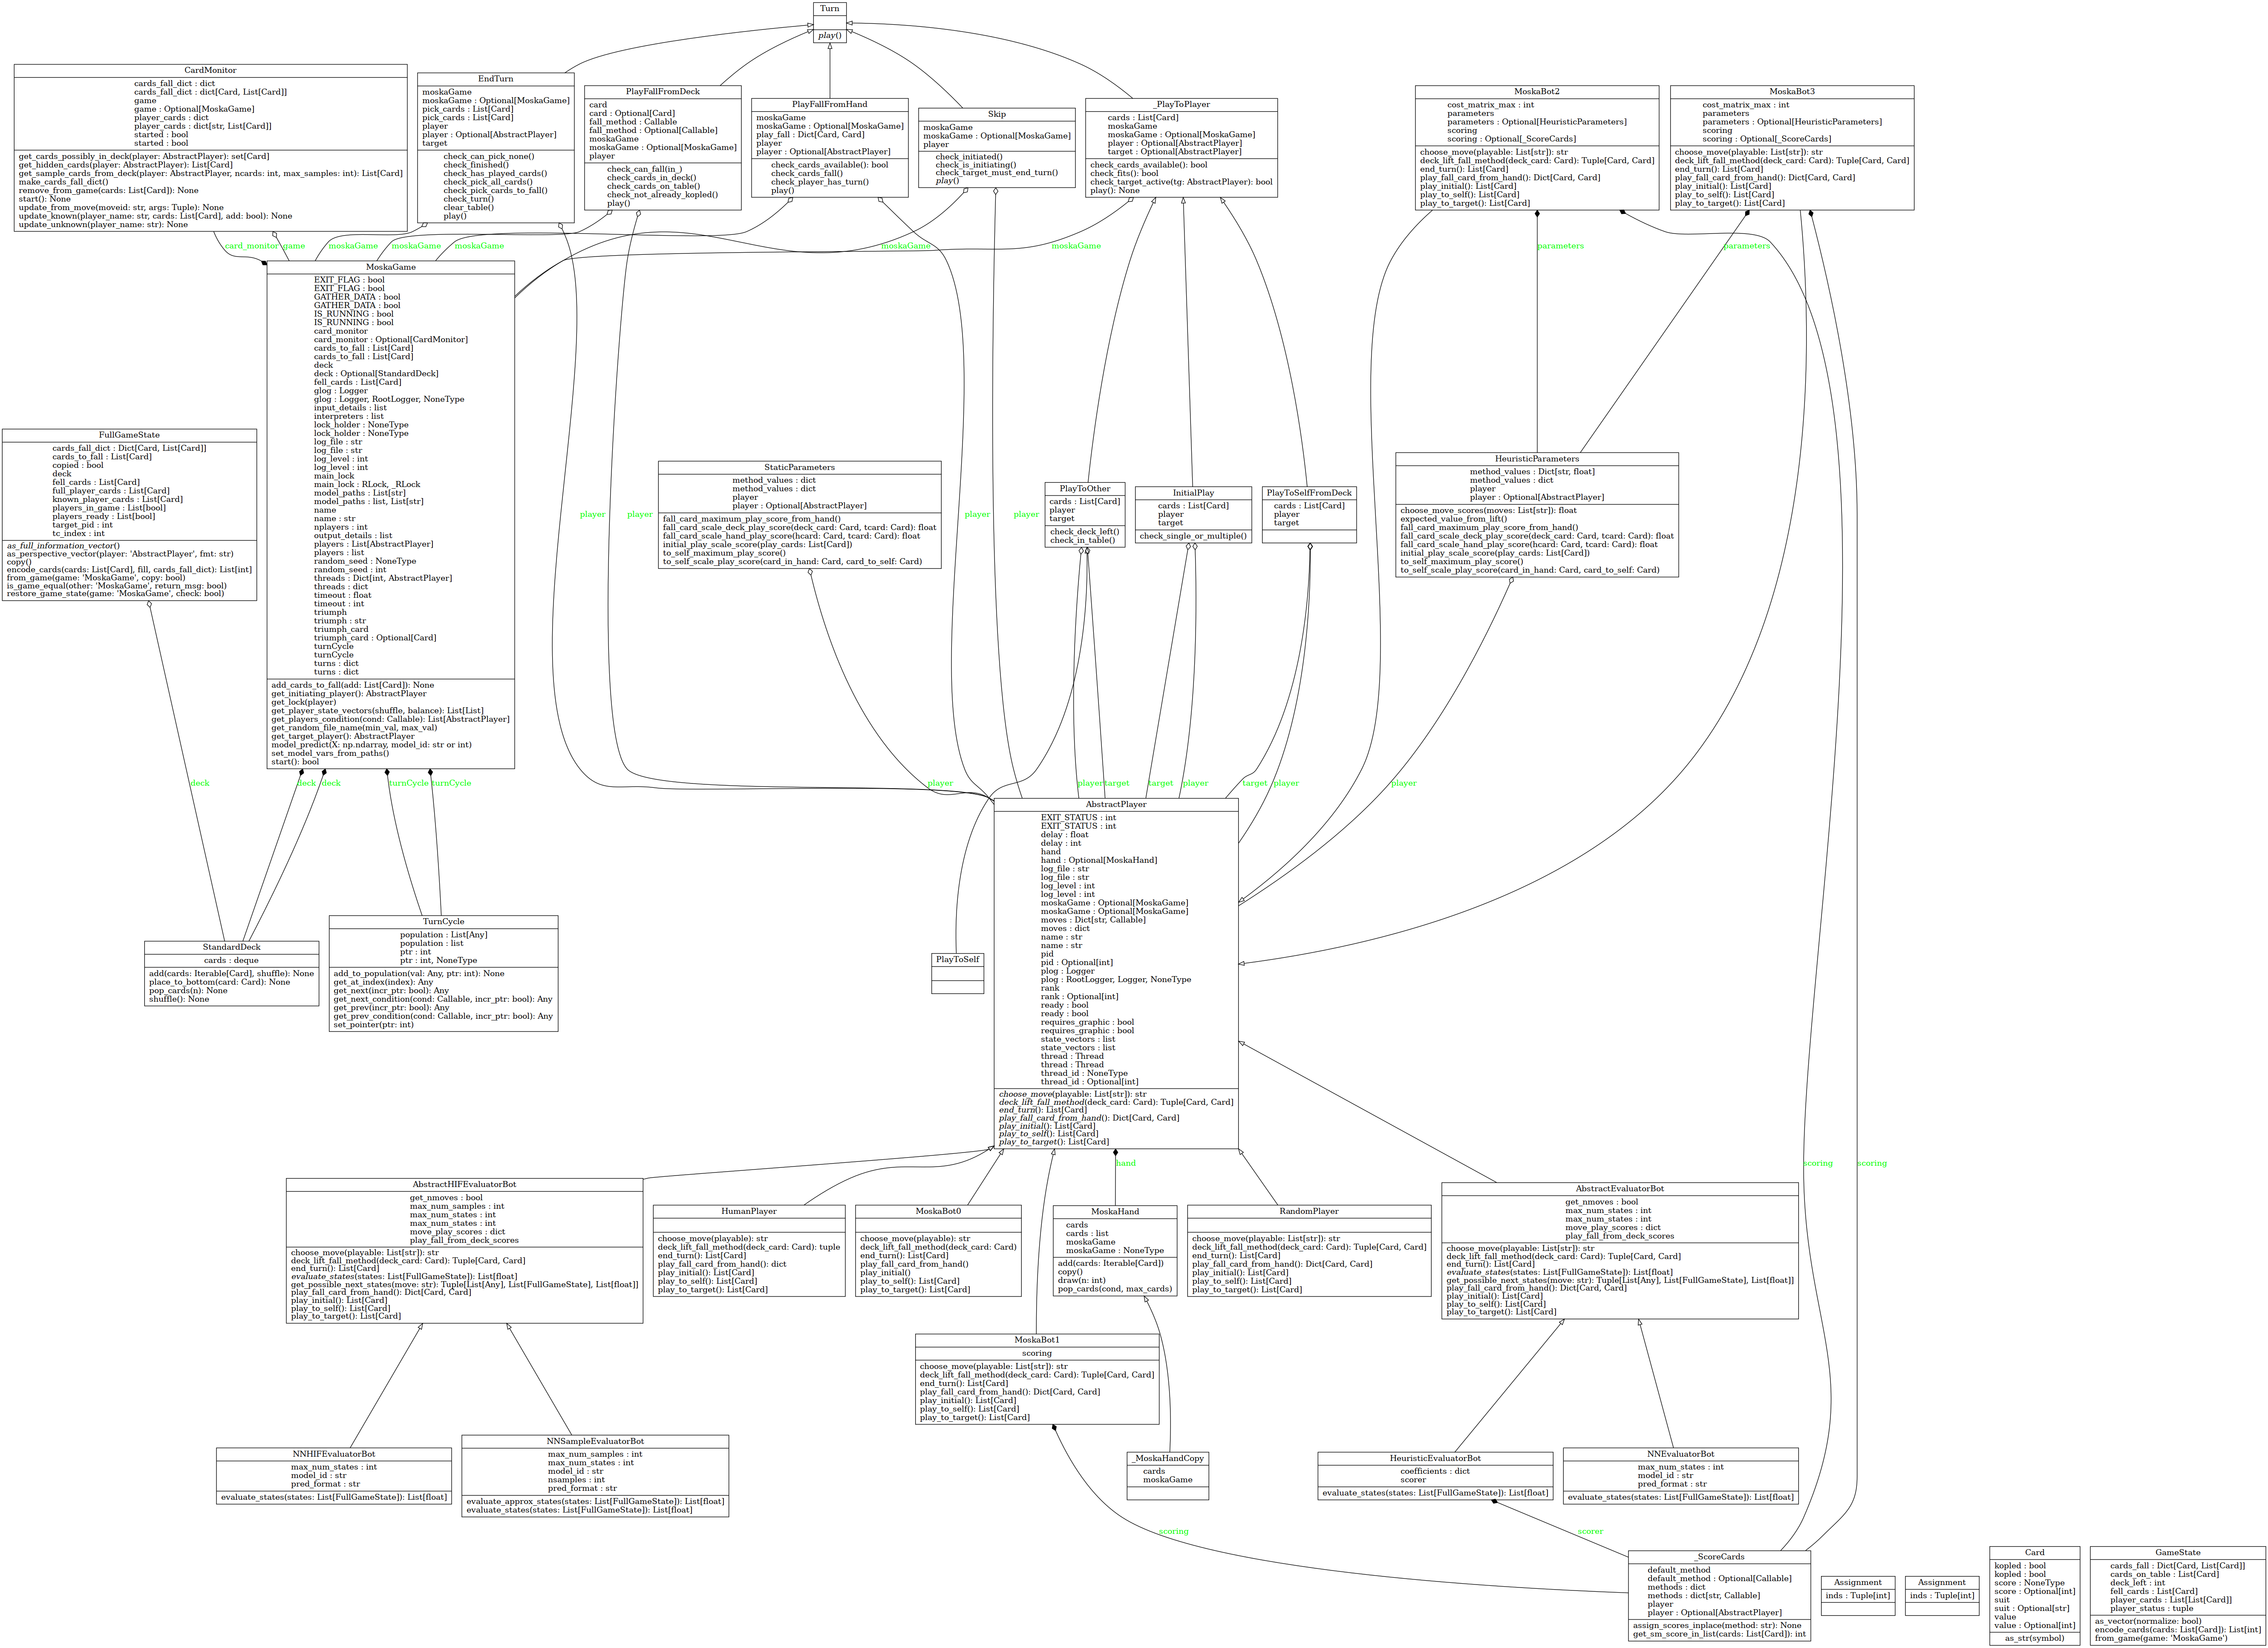 Turn
play()
CardMonitor
cards_fall_dict : dict
cards_fall_dict : dict[Card, List[Card]]
game
game : Optional[MoskaGame]
player_cards : dict
player_cards : dict[str, List[Card]]
started : bool
started : bool
get_cards_possibly_in_deck(player: AbstractPlayer): set[Card]
get_hidden_cards(player: AbstractPlayer): List[Card]
get_sample_cards_from_deck(player: AbstractPlayer, ncards: int, max_samples: int): List[Card]
make_cards_fall_dict()
remove_from_game(cards: List[Card]): None
start(): None
update_from_move(moveid: str, args: Tuple): None
update_known(player_name: str, cards: List[Card], add: bool): None
update_unknown(player_name: str): None
EndTurn
moskaGame
moskaGame : Optional[MoskaGame]
pick_cards : List[Card]
pick_cards : List[Card]
player
player : Optional[AbstractPlayer]
target
check_can_pick_none()
check_finished()
check_has_played_cards()
check_pick_all_cards()
check_pick_cards_to_fall()
check_turn()
clear_table()
play()
PlayFallFromDeck
card
card : Optional[Card]
fall_method : Callable
fall_method : Optional[Callable]
moskaGame
moskaGame : Optional[MoskaGame]
player
check_can_fall(in_)
check_cards_in_deck()
check_cards_on_table()
check_not_already_kopled()
play()
PlayFallFromHand
moskaGame
moskaGame : Optional[MoskaGame]
play_fall : Dict[Card, Card]
player
player : Optional[AbstractPlayer]
check_cards_available(): bool
check_cards_fall()
check_player_has_turn()
play()
Skip
moskaGame
moskaGame : Optional[MoskaGame]
player
check_initiated()
check_is_initiating()
check_target_must_end_turn()
play()
_PlayToPlayer
cards : List[Card]
moskaGame
moskaGame : Optional[MoskaGame]
player : Optional[AbstractPlayer]
target : Optional[AbstractPlayer]
check_cards_available(): bool
check_fits(): bool
check_target_active(tg: AbstractPlayer): bool
play(): None
MoskaBot2
cost_matrix_max : int
parameters
parameters : Optional[HeuristicParameters]
scoring
scoring : Optional[_ScoreCards]
choose_move(playable: List[str]): str
deck_lift_fall_method(deck_card: Card): Tuple[Card, Card]
end_turn(): List[Card]
play_fall_card_from_hand(): Dict[Card, Card]
play_initial(): List[Card]
play_to_self(): List[Card]
play_to_target(): List[Card]
MoskaBot3
cost_matrix_max : int
parameters
parameters : Optional[HeuristicParameters]
scoring
scoring : Optional[_ScoreCards]
choose_move(playable: List[str]): str
deck_lift_fall_method(deck_card: Card): Tuple[Card, Card]
end_turn(): List[Card]
play_fall_card_from_hand(): Dict[Card, Card]
play_initial(): List[Card]
play_to_self(): List[Card]
play_to_target(): List[Card]
card_monitor
game
moskaGame
moskaGame
moskaGame
moskaGame
moskaGame
parameters
parameters
MoskaGame
EXIT_FLAG : bool
EXIT_FLAG : bool
GATHER_DATA : bool
GATHER_DATA : bool
IS_RUNNING : bool
IS_RUNNING : bool
card_monitor
card_monitor : Optional[CardMonitor]
cards_to_fall : List[Card]
cards_to_fall : List[Card]
deck
deck : Optional[StandardDeck]
fell_cards : List[Card]
glog : Logger
glog : Logger, RootLogger, NoneType
input_details : list
interpreters : list
lock_holder : NoneType
lock_holder : NoneType
log_file : str
log_file : str
log_level : int
log_level : int
main_lock
main_lock : RLock, _RLock
model_paths : List[str]
model_paths : list, List[str]
name
name : str
nplayers : int
output_details : list
players : List[AbstractPlayer]
players : list
random_seed : NoneType
random_seed : int
threads : Dict[int, AbstractPlayer]
threads : dict
timeout : float
timeout : int
triumph
triumph : str
triumph_card
triumph_card : Optional[Card]
turnCycle
turnCycle
turns : dict
turns : dict
add_cards_to_fall(add: List[Card]): None
get_initiating_player(): AbstractPlayer
get_lock(player)
get_player_state_vectors(shuffle, balance): List[List]
get_players_condition(cond: Callable): List[AbstractPlayer]
get_random_file_name(min_val, max_val)
get_target_player(): AbstractPlayer
model_predict(X: np.ndarray, model_id: str or int)
set_model_vars_from_paths()
start(): bool
FullGameState
cards_fall_dict : Dict[Card, List[Card]]
cards_to_fall : List[Card]
copied : bool
deck
fell_cards : List[Card]
full_player_cards : List[Card]
known_player_cards : List[Card]
players_in_game : List[bool]
players_ready : List[bool]
target_pid : int
tc_index : int
as_full_information_vector()
as_perspective_vector(player: 'AbstractPlayer', fmt: str)
copy()
encode_cards(cards: List[Card], fill, cards_fall_dict): List[int]
from_game(game: 'MoskaGame', copy: bool)
is_game_equal(other: 'MoskaGame', return_msg: bool)
restore_game_state(game: 'MoskaGame', check: bool)
StaticParameters
method_values : dict
method_values : dict
player
player : Optional[AbstractPlayer]
fall_card_maximum_play_score_from_hand()
fall_card_scale_deck_play_score(deck_card: Card, tcard: Card): float
fall_card_scale_hand_play_score(hcard: Card, tcard: Card): float
initial_play_scale_score(play_cards: List[Card])
to_self_maximum_play_score()
to_self_scale_play_score(card_in_hand: Card, card_to_self: Card)
PlayToOther
cards : List[Card]
player
target
check_deck_left()
check_in_table()
InitialPlay
cards : List[Card]
player
target
check_single_or_multiple()
PlayToSelfFromDeck
cards : List[Card]
player
target
HeuristicParameters
method_values : Dict[str, float]
method_values : dict
player
player : Optional[AbstractPlayer]
choose_move_scores(moves: List[str]): float
expected_value_from_lift()
fall_card_maximum_play_score_from_hand()
fall_card_scale_deck_play_score(deck_card: Card, tcard: Card): float
fall_card_scale_hand_play_score(hcard: Card, tcard: Card): float
initial_play_scale_score(play_cards: List[Card])
to_self_maximum_play_score()
to_self_scale_play_score(card_in_hand: Card, card_to_self: Card)
player
player
player
player
deck
deck
deck
turnCycle
turnCycle
player
player
target
target
player
target
player
player
AbstractPlayer
EXIT_STATUS : int
EXIT_STATUS : int
delay : float
delay : int
hand
hand : Optional[MoskaHand]
log_file : str
log_file : str
log_level : int
log_level : int
moskaGame : Optional[MoskaGame]
moskaGame : Optional[MoskaGame]
moves : Dict[str, Callable]
moves : dict
name : str
name : str
pid
pid : Optional[int]
plog : Logger
plog : RootLogger, Logger, NoneType
rank
rank : Optional[int]
ready : bool
ready : bool
requires_graphic : bool
requires_graphic : bool
state_vectors : list
state_vectors : list
thread : Thread
thread : Thread
thread_id : NoneType
thread_id : Optional[int]
choose_move(playable: List[str]): str
deck_lift_fall_method(deck_card: Card): Tuple[Card, Card]
end_turn(): List[Card]
play_fall_card_from_hand(): Dict[Card, Card]
play_initial(): List[Card]
play_to_self(): List[Card]
play_to_target(): List[Card]
StandardDeck
cards : deque
add(cards: Iterable[Card], shuffle): None
place_to_bottom(card: Card): None
pop_cards(n): None
shuffle(): None
TurnCycle
population : List[Any]
population : list
ptr : int
ptr : int, NoneType
add_to_population(val: Any, ptr: int): None
get_at_index(index): Any
get_next(incr_ptr: bool): Any
get_next_condition(cond: Callable, incr_ptr: bool): Any
get_prev(incr_ptr: bool): Any
get_prev_condition(cond: Callable, incr_ptr: bool): Any
set_pointer(ptr: int)
PlayToSelf
hand
scoring
scoring
AbstractHIFEvaluatorBot
get_nmoves : bool
max_num_samples : int
max_num_states : int
max_num_states : int
move_play_scores : dict
play_fall_from_deck_scores
choose_move(playable: List[str]): str
deck_lift_fall_method(deck_card: Card): Tuple[Card, Card]
end_turn(): List[Card]
evaluate_states(states: List[FullGameState]): List[float]
get_possible_next_states(move: str): Tuple[List[Any], List[FullGameState], List[float]]
play_fall_card_from_hand(): Dict[Card, Card]
play_initial(): List[Card]
play_to_self(): List[Card]
play_to_target(): List[Card]
HumanPlayer
choose_move(playable): str
deck_lift_fall_method(deck_card: Card): tuple
end_turn(): List[Card]
play_fall_card_from_hand(): dict
play_initial(): List[Card]
play_to_self(): List[Card]
play_to_target(): List[Card]
MoskaBot0
choose_move(playable): str
deck_lift_fall_method(deck_card: Card)
end_turn(): List[Card]
play_fall_card_from_hand()
play_initial()
play_to_self(): List[Card]
play_to_target(): List[Card]
MoskaHand
cards
cards : list
moskaGame
moskaGame : NoneType
add(cards: Iterable[Card])
copy()
draw(n: int)
pop_cards(cond, max_cards)
RandomPlayer
choose_move(playable: List[str]): str
deck_lift_fall_method(deck_card: Card): Tuple[Card, Card]
end_turn(): List[Card]
play_fall_card_from_hand(): Dict[Card, Card]
play_initial(): List[Card]
play_to_self(): List[Card]
play_to_target(): List[Card]
AbstractEvaluatorBot
get_nmoves : bool
max_num_states : int
max_num_states : int
move_play_scores : dict
play_fall_from_deck_scores
choose_move(playable: List[str]): str
deck_lift_fall_method(deck_card: Card): Tuple[Card, Card]
end_turn(): List[Card]
evaluate_states(states: List[FullGameState]): List[float]
get_possible_next_states(move: str): Tuple[List[Any], List[FullGameState], List[float]]
play_fall_card_from_hand(): Dict[Card, Card]
play_initial(): List[Card]
play_to_self(): List[Card]
play_to_target(): List[Card]
MoskaBot1
scoring
choose_move(playable: List[str]): str
deck_lift_fall_method(deck_card: Card): Tuple[Card, Card]
end_turn(): List[Card]
play_fall_card_from_hand(): Dict[Card, Card]
play_initial(): List[Card]
play_to_self(): List[Card]
play_to_target(): List[Card]
NNHIFEvaluatorBot
max_num_states : int
model_id : str
pred_format : str
evaluate_states(states: List[FullGameState]): List[float]
NNSampleEvaluatorBot
max_num_samples : int
max_num_states : int
model_id : str
nsamples : int
pred_format : str
evaluate_approx_states(states: List[FullGameState]): List[float]
evaluate_states(states: List[FullGameState]): List[float]
_MoskaHandCopy
cards
moskaGame
HeuristicEvaluatorBot
coefficients : dict
scorer
evaluate_states(states: List[FullGameState]): List[float]
NNEvaluatorBot
max_num_states : int
model_id : str
pred_format : str
evaluate_states(states: List[FullGameState]): List[float]
scoring
scorer
_ScoreCards
default_method
default_method : Optional[Callable]
methods : dict
methods : dict[str, Callable]
player
player : Optional[AbstractPlayer]
assign_scores_inplace(method: str): None
get_sm_score_in_list(cards: List[Card]): int
Assignment
inds : Tuple[int]
Assignment
inds : Tuple[int]
Card
kopled : bool
kopled : bool
score : NoneType
score : Optional[int]
suit
suit : Optional[str]
value
value : Optional[int]
as_str(symbol)
GameState
cards_fall : Dict[Card, List[Card]]
cards_on_table : List[Card]
deck_left : int
fell_cards : List[Card]
player_cards : List[List[Card]]
player_status : tuple
as_vector(normalize: bool)
encode_cards(cards: List[Card]): List[int]
from_game(game: 'MoskaGame')